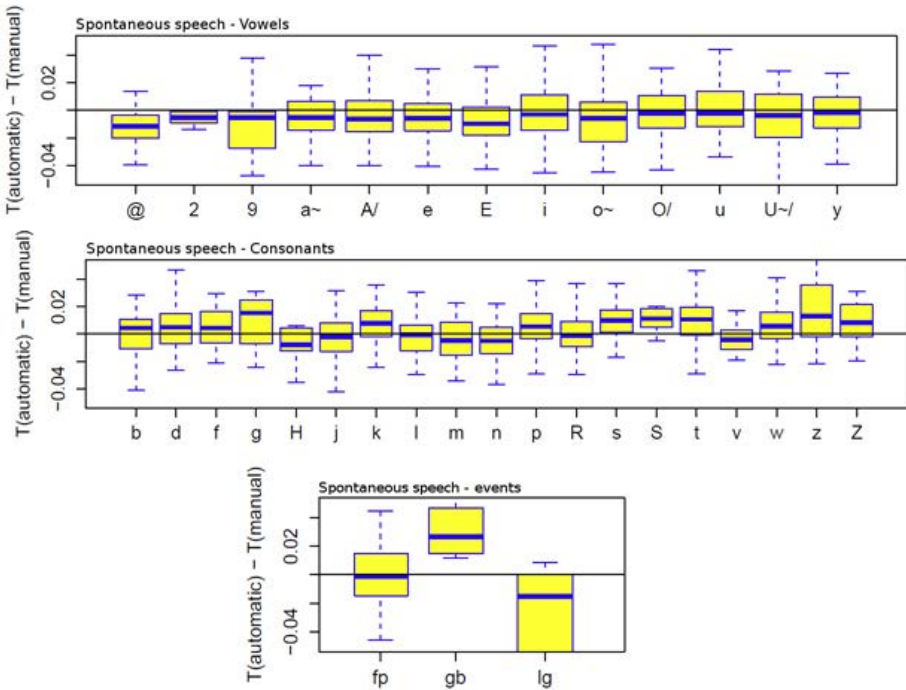 Spontaneous speech - Vowels
T(automatic) − T(manual)
0.02
−0.04
@ 2 9 a~ A/ e E i o~ O/ u U~/ y
Spontaneous speech - Consonants
T(automatic) − T(manual)
0.02
−0.04
b d f g H j k l m n p R s S t v w z Z
Spontaneous speech - events
T(automatic) − T(manual)
0.02
−0.04
fp gb lg